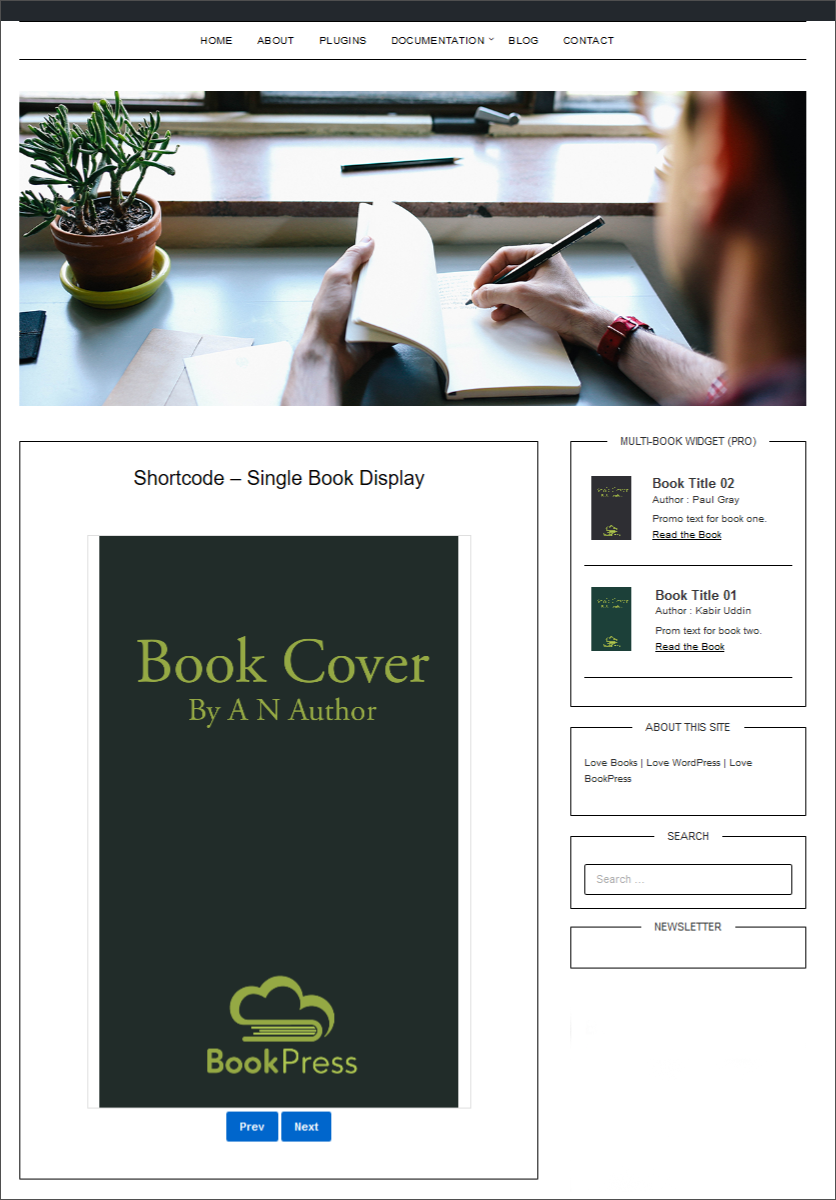 HOME
ABOUT
PLUGINS
DOCUMENTATION
BLOG
CONTACT
Shortcode – Single Book Display
Book Cover
By A N Author
BookPress
Prev
Next
MULTI-BOOK WIDGET (PRO)
Book Title 02
Author : Paul Gray
Promo text for book one.
Read the Book
Book Title 01
Author : Kabir Uddin
Prom text for book two.
Read the Book
ABOUT THIS SITE
Love Books | Love WordPress | Love
BookPress
SEARCH
Search ...
NEWSLETTER